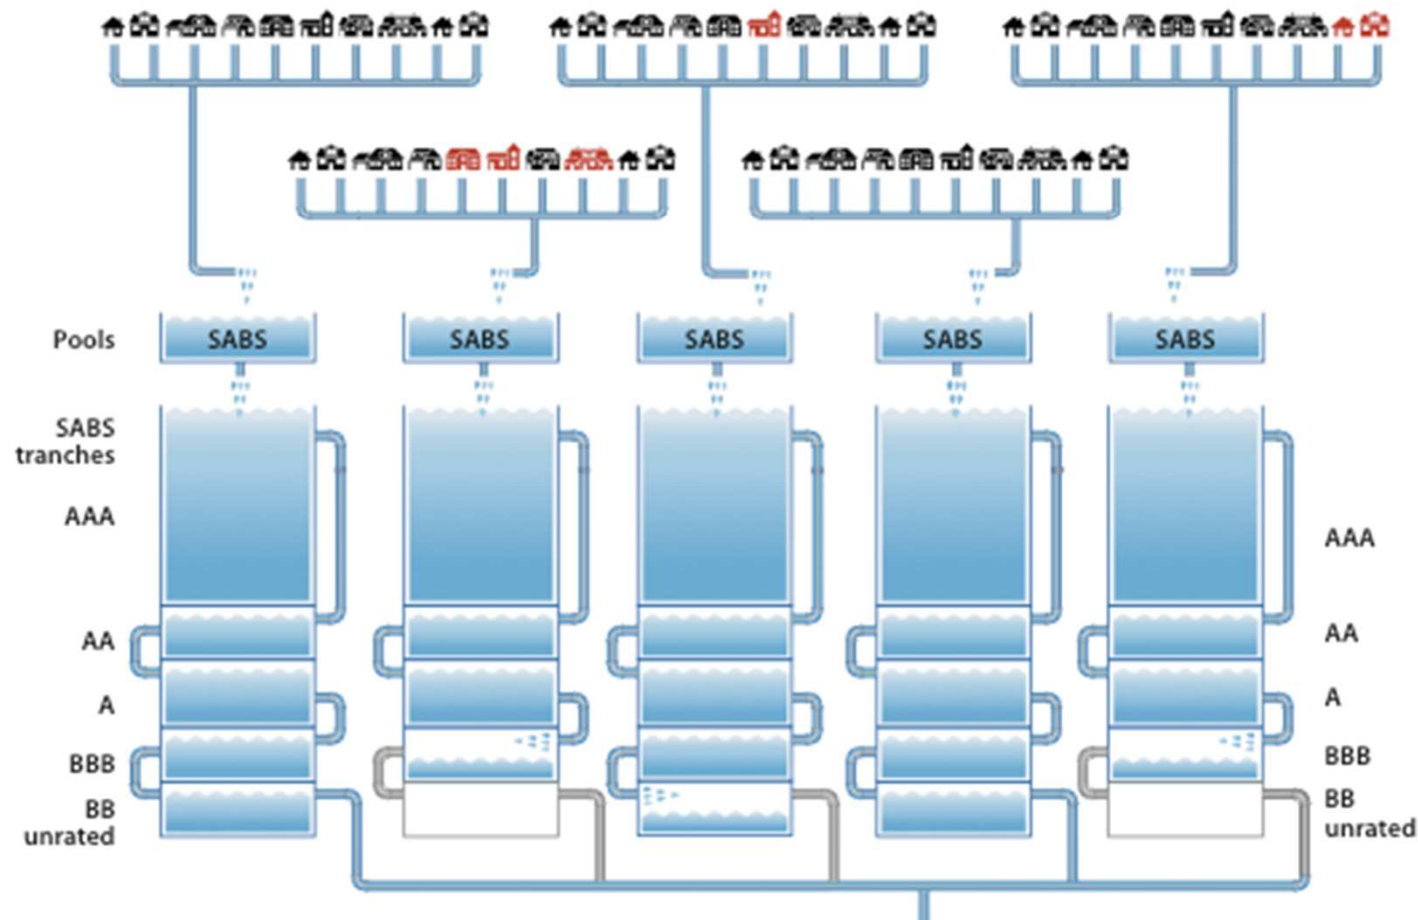 Pools
SABS
SABS
SABS
SABS
SABS
SABS
tranches
AAA
AAA
AA
AA
A
A
BBB
BBB
BB
unrated
BB
unrated